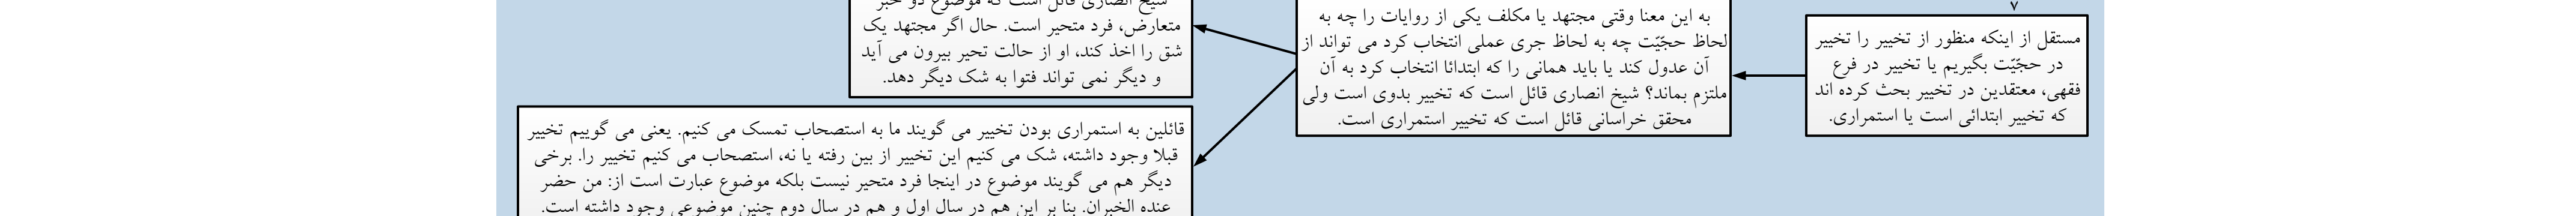 ۷
مستقل از اینکه منظور از تخییر را تخییر
در حجّیّت بگیریم یا تخییر در فرع
فقهی، معتقدین در تخییر بحث کرده اند
که تخییر ابتدائی است یا استمراری.
به این معنا وقتی مجتهد یا مکلف یکی از روایات را چه به
لحاظ حجّیّت چه به لحاظ جری عملی انتخاب کرد می تواند از
آن عدول کند یا باید همانی را که ابتدائا انتخاب کرد به آن
ملتزم بماند؟ شیخ انصاری قائل است که تخییر بدوی است ولی
محقق خراسانی قائل است که تخییر استمراری است.
شیخ انصاری قائل است که موضوع دو خبر
متعارض، فرد متحیر است. حال اگر مجتهد یک
شق را اخذ کند، او از حالت تحیر بیرون می آید
و دیگر نمی تواند فتوا به شک دیگر دهد.
قائلین به استمراری بودن تخییر می گویند ما به استصحاب تمسک می کنیم. یعنی می گوییم تخییر
قبلا وجود داشته، شک می کنیم این تخییر از بین رفته یا نه، استصحاب می کنیم تخییر را. برخی
دیگر هم می گویند موضوع در اینجا فرد متحیر نیست بلکه موضوع عبارت است از: من حضر
عنده الخبران. بنا بر این هم در سال اول و هم در سال دوم چنین موضوعی وجود داشته است.